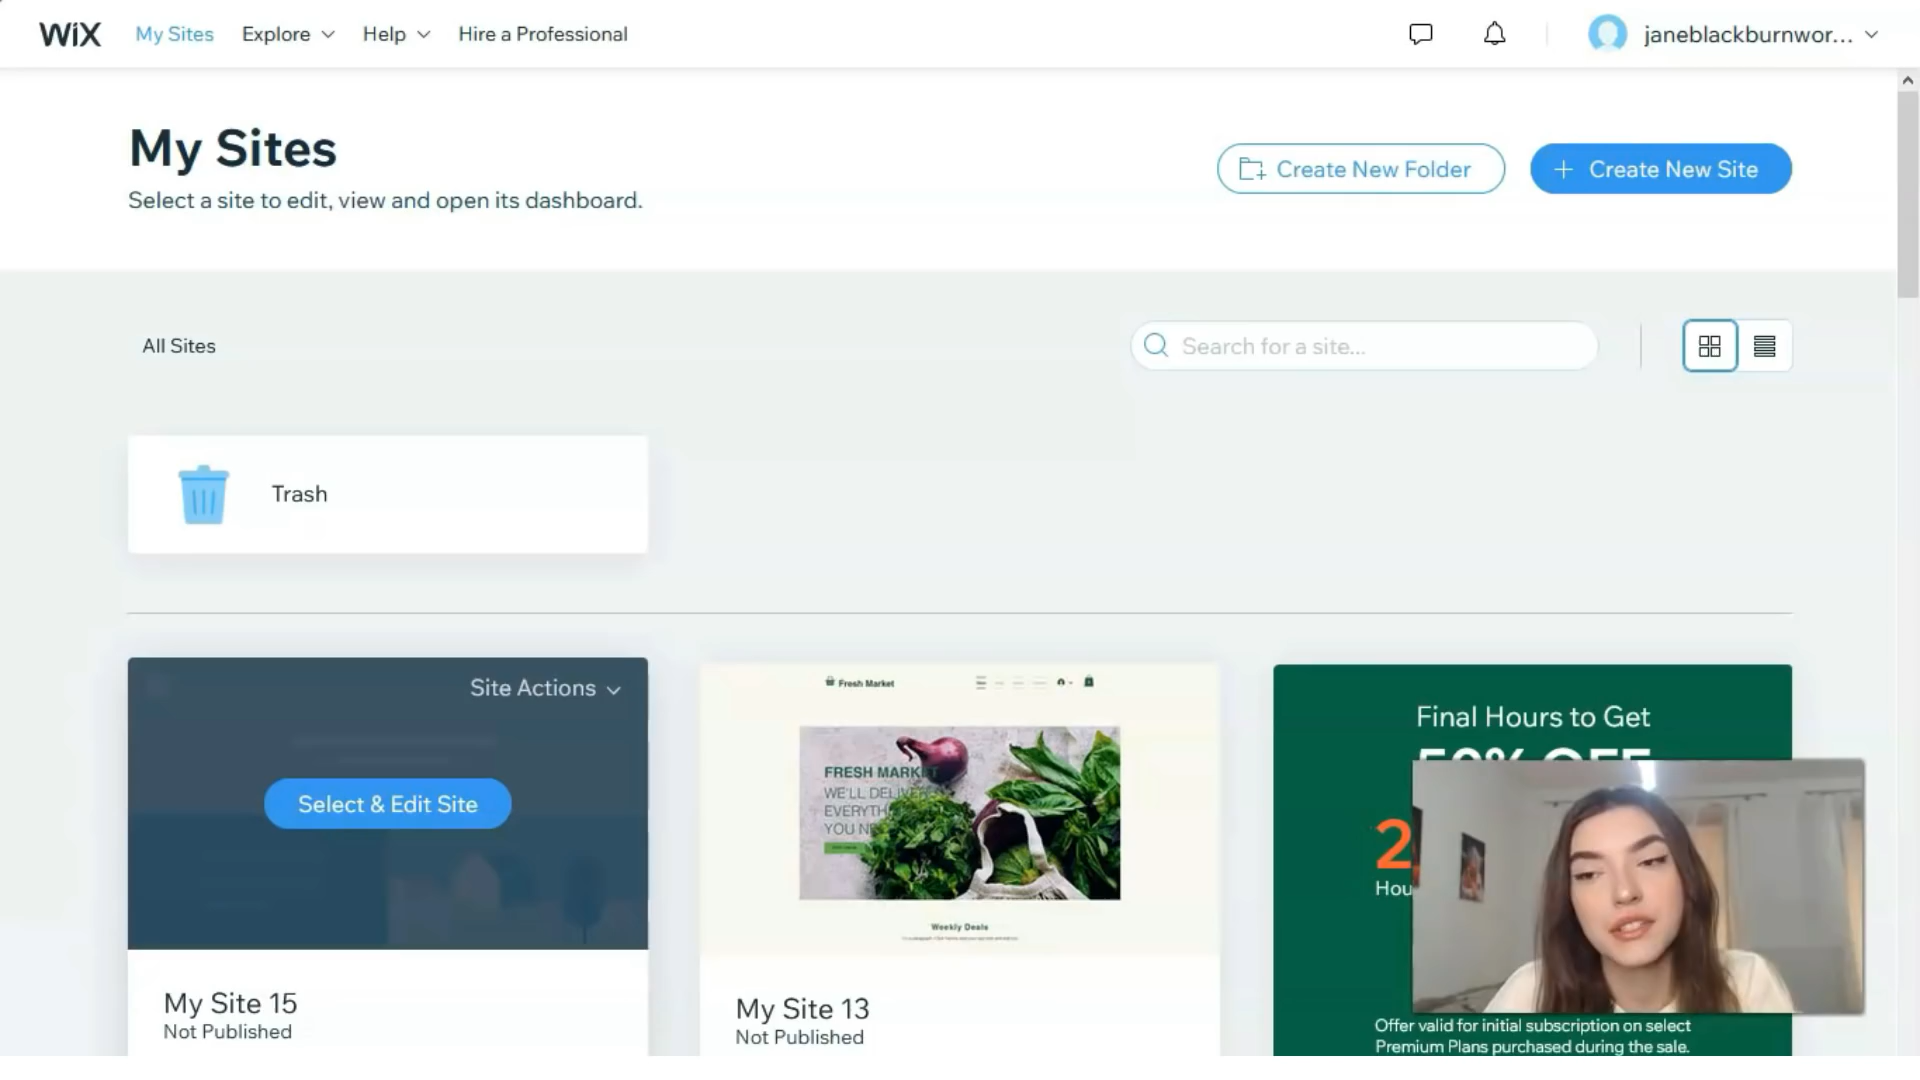 WiX My Sites Explore Help Hire a Professional janeblackburnwor...
My Sites
Select a site to edit, view and open its dashboard.
Create New Folder
+ Create New Site
All Sites
Search for a site...
Trash
Site Actions
Select & Edit Site
My Site 15
Not Published
Fresh Market
FRESH MARKET
WE'LL DELIV
EVERYTH
YOU N
Weekly Deals
My Site 13
Not Published
Final Hours to Get
50% OFF
2
Hou
Offer valid for initial subscription on select
Premium Plans purchased during the sale.